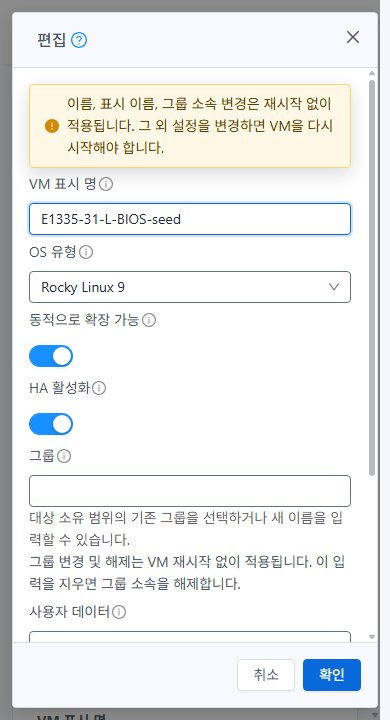 편집
이름, 표시 이름, 그룹 소속 변경은 재시작 없이
적용됩니다. 그 외 설정을 변경하면 VM을 다시
시작해야 합니다.
VM 표시 명
E1335-31-L-BIOS-seed
OS 유형
Rocky Linux 9
동적으로 확장 가능
HA 활성화
그룹
대상 소유 범위의 기존 그룹을 선택하거나 새 이름을 입
력할 수 있습니다.
그룹 변경 및 해제는 VM 재시작 없이 적용됩니다. 이 입
력을 지우면 그룹 소속을 해제합니다.
사용자 데이터
취소
확인
VM 표시 명